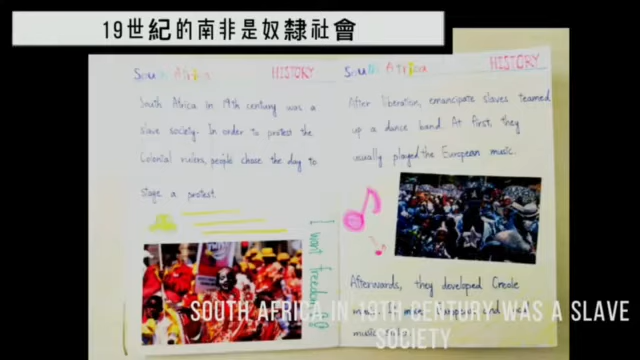 19世紀的南非是奴隸社會
South Africa
HISTORY
South Africa in 19th century was a
slave society. In order to protest the
Colonial rulers, people chose the day to
stage a protest.
I want freedom
South Africa
HISTORY
After liberation, emancipate slaves teamed
up a dance band. At first, they
usually played the European music.
Afterwards, they developed Creole
music
and
music
SOUTH AFRICA IN 19TH CENTURY WAS A SLAVE
SOCIETY